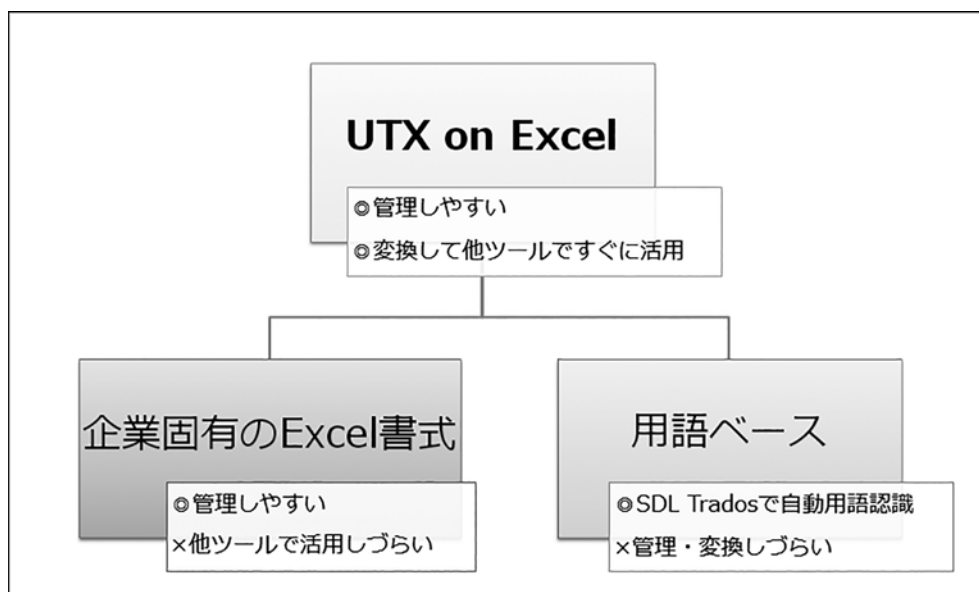 UTX on Excel
◎管理しやすい
◎変換して他ツールですぐに活用
企業固有のExcel書式
◎管理しやすい
×他ツールで活用しづらい
用語ベース
◎SDL Tradosで自動用語認識
×管理・変換しづらい